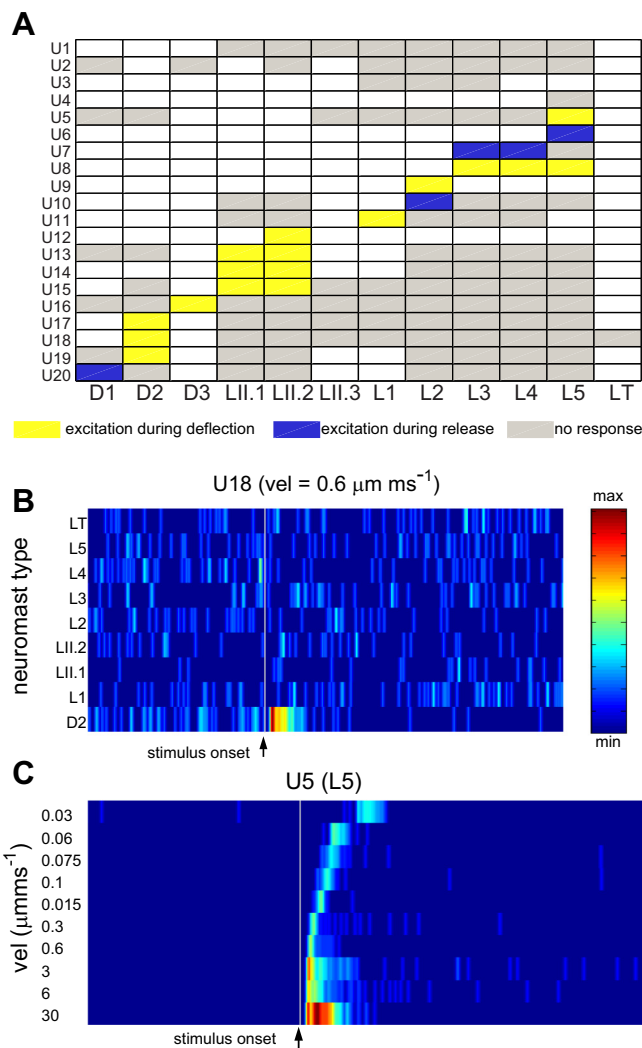 A
U1
U2
U3
U4
U5
U6
U7
U8
U9
U10
U11
U12
U13
U14
U15
U16
U17
U18
U19
U20
D1 D2 D3 LII.1 LII.2 LII.3 L1 L2 L3 L4 L5 LT
excitation during deflection excitation during release no response
B
U18 (vel = 0.6 μm ms⁻¹)
neuromast type
LT
L5
L4
L3
L2
LII.2
LII.1
L1
D2
max
min
stimulus onset
C
U5 (L5)
vel (μmms⁻¹)
0.03
0.06
0.075
0.1
0.015
0.3
0.6
3
6
30
stimulus onset